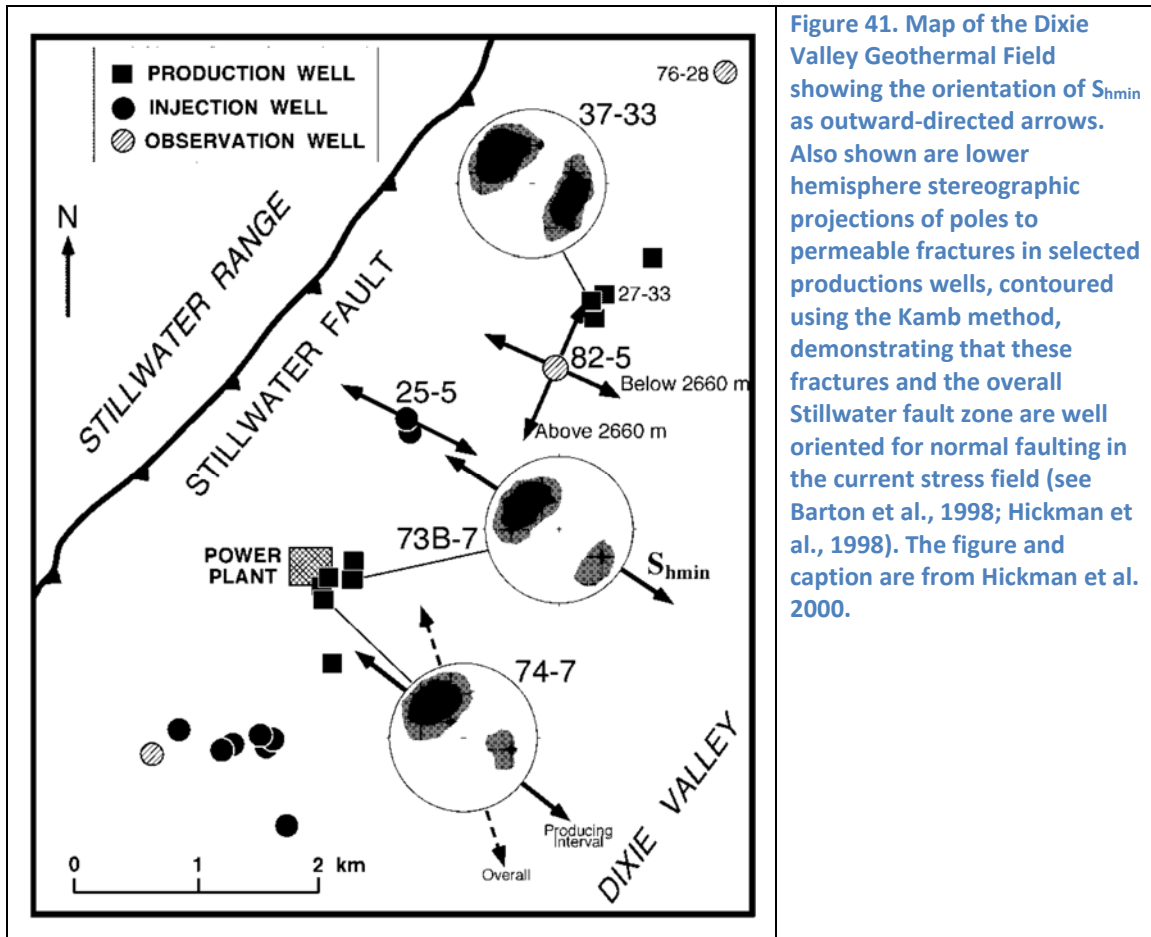 PRODUCTION WELL
INJECTION WELL
OBSERVATION WELL
76-28
37-33
N
STILLWATER RANGE
STILLWATER FAULT
27-33
82-5
Below 2660 m
25-5
Above 2660 m
73B-7
POWER
PLANT
Shmin
74-7
Producing
Interval
Overall
DIXIE VALLEY
0 1 2 km
Figure 41. Map of the Dixie
Valley Geothermal Field
showing the orientation of Shmin
as outward-directed arrows.
Also shown are lower
hemisphere stereographic
projections of poles to
permeable fractures in selected
productions wells, contoured
using the Kamb method,
demonstrating that these
fractures and the overall
Stillwater fault zone are well
oriented for normal faulting in
the current stress field (see
Barton et al., 1998; Hickman et
al., 1998). The figure and
caption are from Hickman et al.
2000.